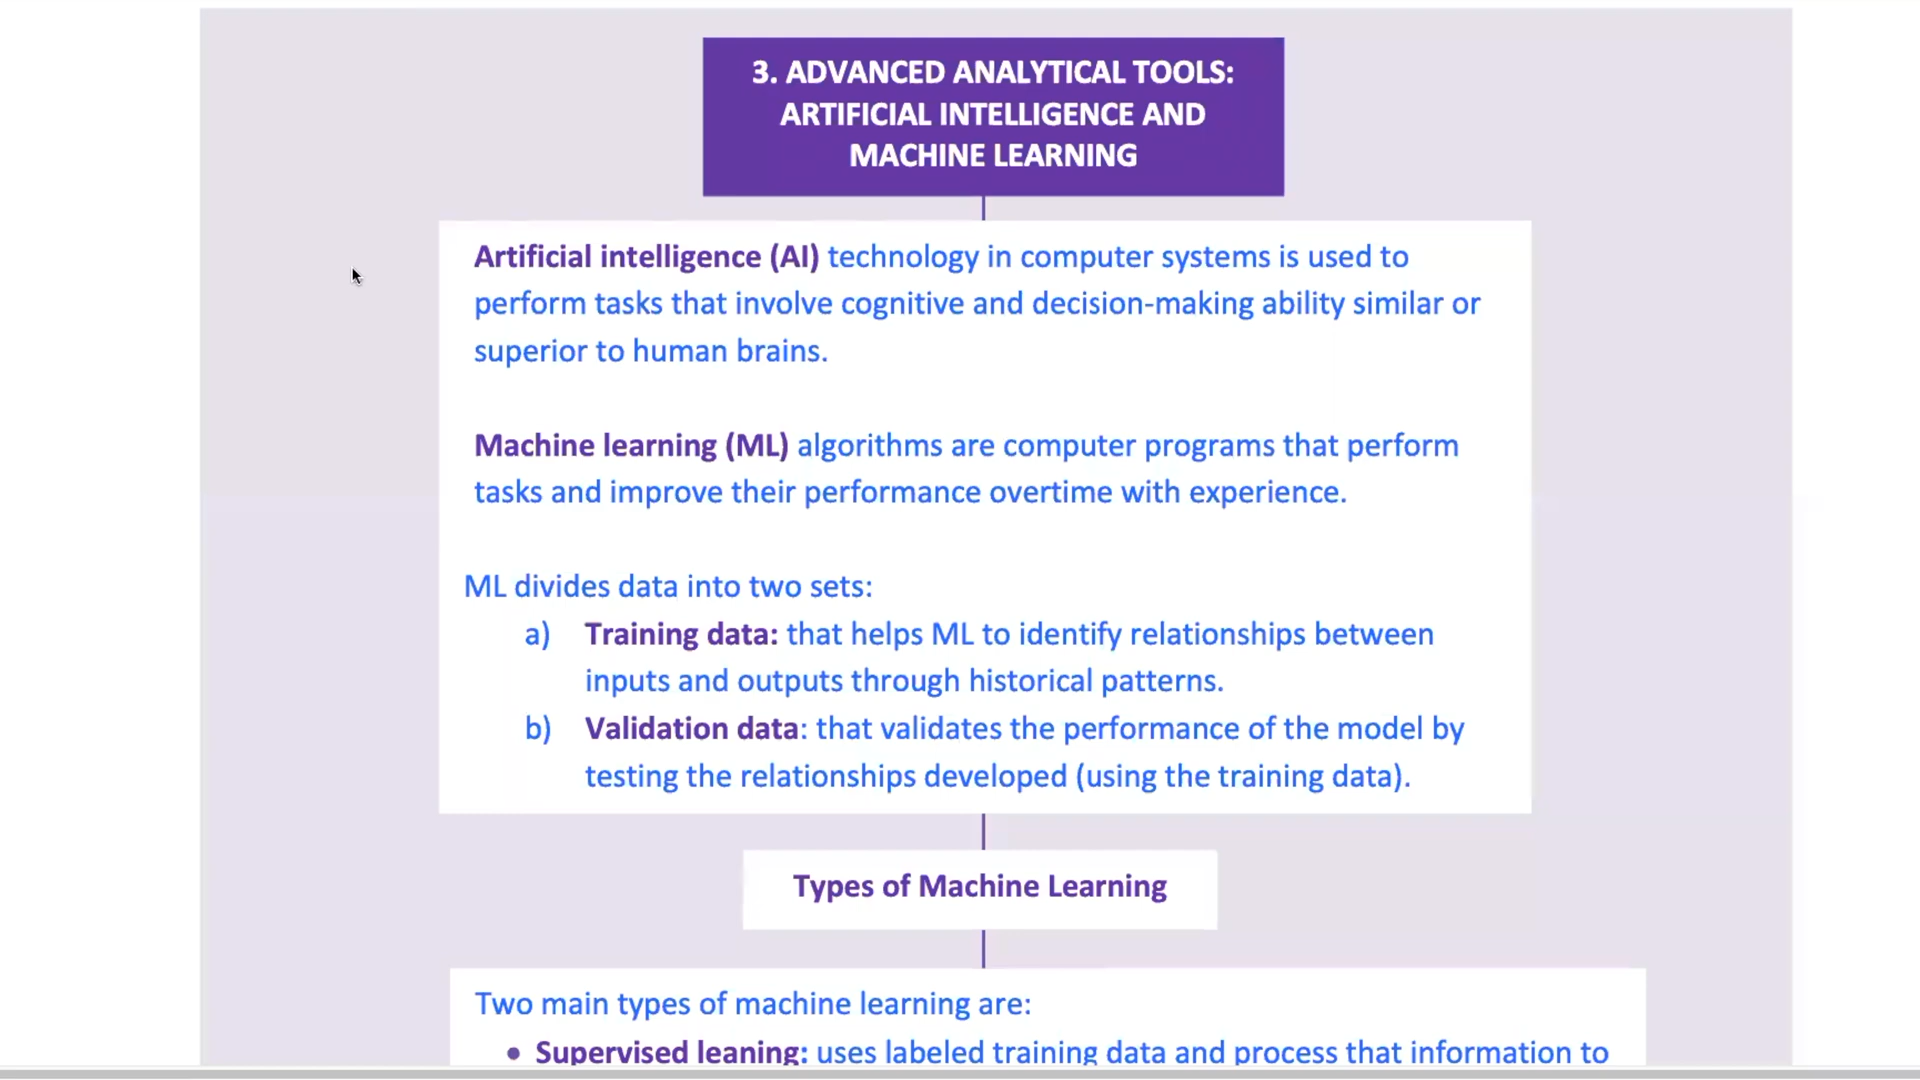 3. ADVANCED ANALYTICAL TOOLS:
ARTIFICIAL INTELLIGENCE AND
MACHINE LEARNING
Artificial intelligence (AI) technology in computer systems is used to
perform tasks that involve cognitive and decision-making ability similar or
superior to human brains.
Machine learning (ML) algorithms are computer programs that perform
tasks and improve their performance overtime with experience.
ML divides data into two sets:
a) Training data: that helps ML to identify relationships between
inputs and outputs through historical patterns.
b) Validation data: that validates the performance of the model by
testing the relationships developed (using the training data).
Types of Machine Learning
Two main types of machine learning are:
• Supervised leaning: uses labeled training data and process that information to